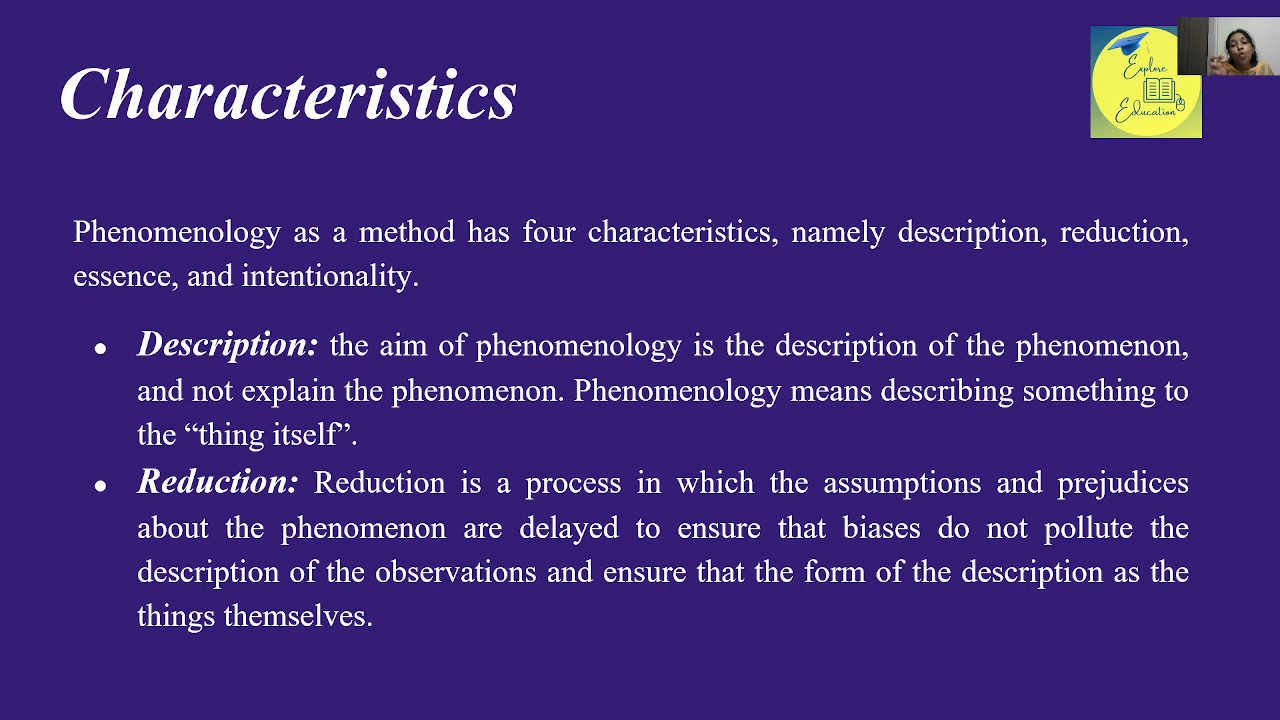 Characteristics
Explore
Education
Phenomenology as a method has four characteristics, namely description, reduction,
essence, and intentionality.
● Description: the aim of phenomenology is the description of the phenomenon,
and not explain the phenomenon. Phenomenology means describing something to
the “thing itself”.
● Reduction: Reduction is a process in which the assumptions and prejudices
about the phenomenon are delayed to ensure that biases do not pollute the
description of the observations and ensure that the form of the description as the
things themselves.